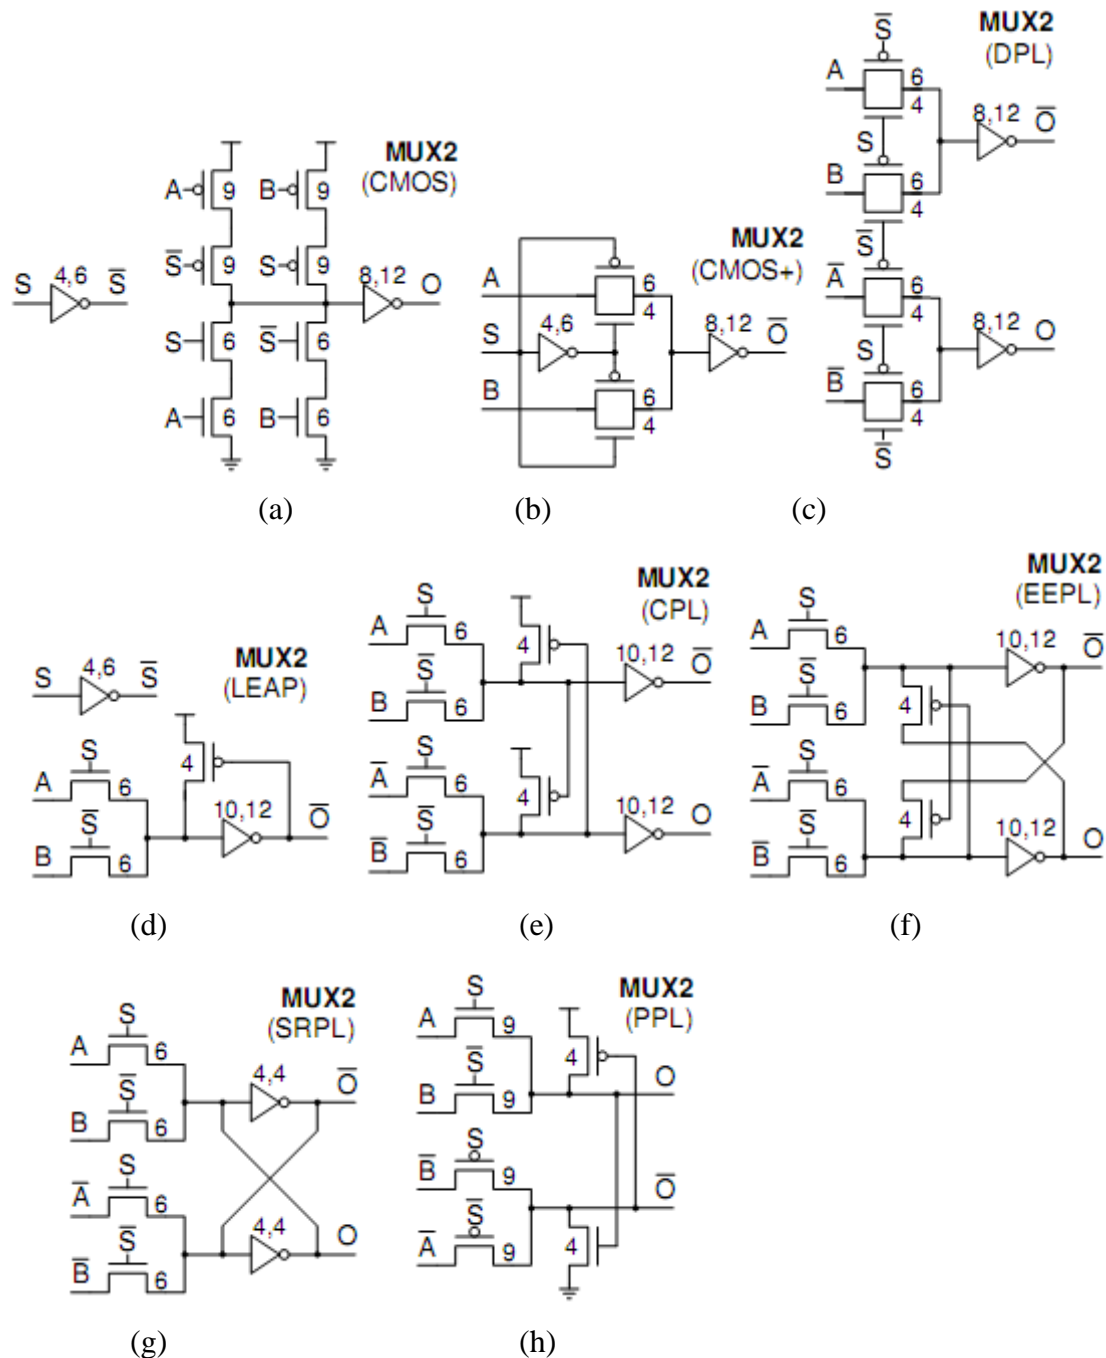 MUX2
(CMOS)
A 9 B 9
S̅ 9 S 9
S 4,6 S̅
8,12 O
S 6 S̅ 6
A 6 B 6
(a)
MUX2
(CMOS+)
A 6
4
S 4,6 8,12 O̅
B 6
4
(b)
MUX2
(DPL)
S̅
A 6
4
S 8,12 O̅
B 6
4
S̅
A̅ 6
4
S 8,12 O
B̅ 6
4
S̅
(c)
MUX2
(LEAP)
S 4,6 S̅
S 4
A 6
S̅ 10,12 O̅
B 6
(d)
MUX2
(CPL)
S
A 6 4
S̅ 10,12 O̅
B 6
S
A̅ 6 4
S̅ 10,12 O
B̅ 6
(e)
MUX2
(EEPL)
S
A 6 10,12 O̅
S̅ 4
B 6
S
A̅ 6 4
S̅ 10,12 O
B̅ 6
(f)
MUX2
(SRPL)
S
A 6
S̅ 4,4 O̅
B 6
S
A̅ 6
S̅ 4,4 O
B̅ 6
(g)
MUX2
(PPL)
S
A 9 4
S̅ O
B 9
S
B̅ 9 O̅
S̅ 4
A̅ 9
(h)